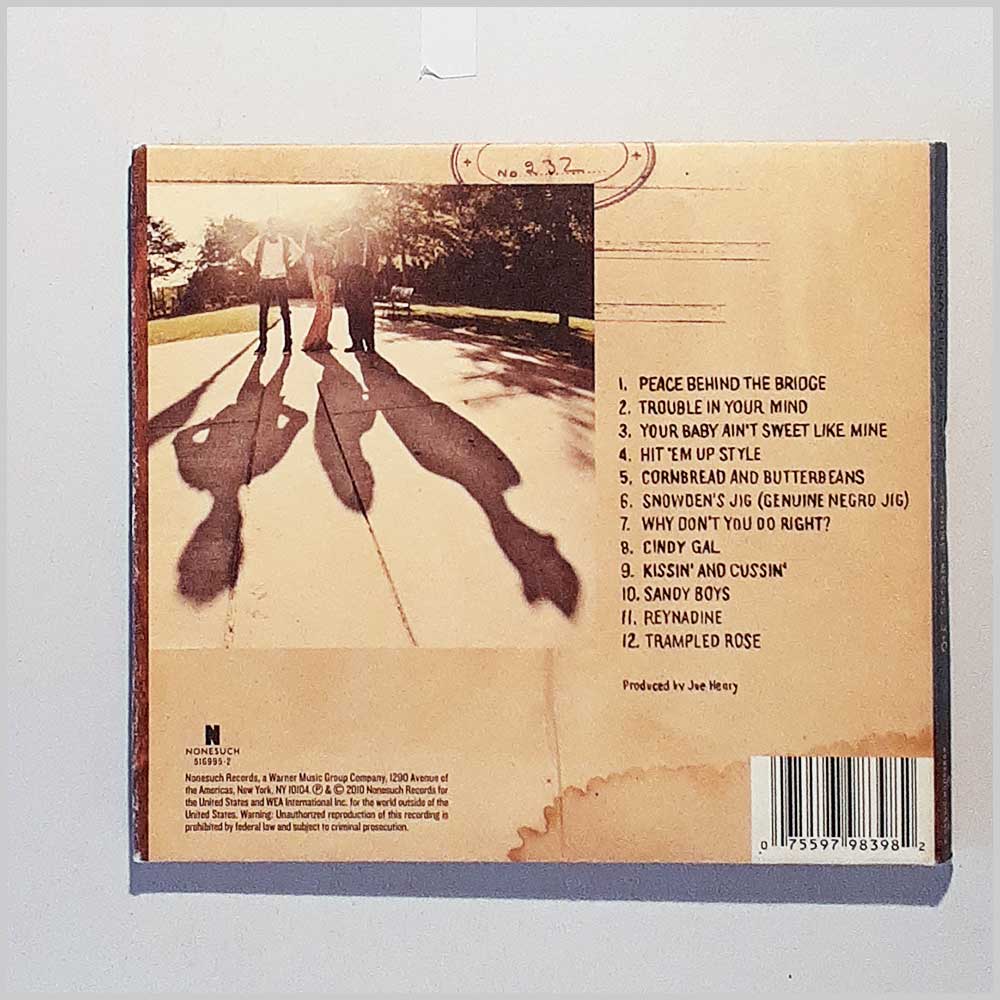 No. 232
1. PEACE BEHIND THE BRIDGE
2. TROUBLE IN YOUR MIND
3. YOUR BABY AIN'T SWEET LIKE MINE
4. HIT 'EM UP STYLE
5. CORNBREAD AND BUTTERBEANS
6. SNOWDEN'S JIG (GENUINE NEGRO JIG)
7. WHY DON'T YOU DO RIGHT?
8. CINDY GAL
9. KISSIN' AND CUSSIN'
10. SANDY BOYS
11. REYNADINE
12. TRAMPLED ROSE
Produced by Joe Henry
N
NONESUCH
516995-2
Nonesuch Records, a Warner Music Group Company, 1290 Avenue of
the Americas, New York, NY 10104. ℗ & © 2010 Nonesuch Records for
the United States and WEA International Inc. for the world outside of the
United States. Warning: Unauthorized reproduction of this recording is
prohibited by federal law and subject to criminal prosecution.
0 75597 98398 2